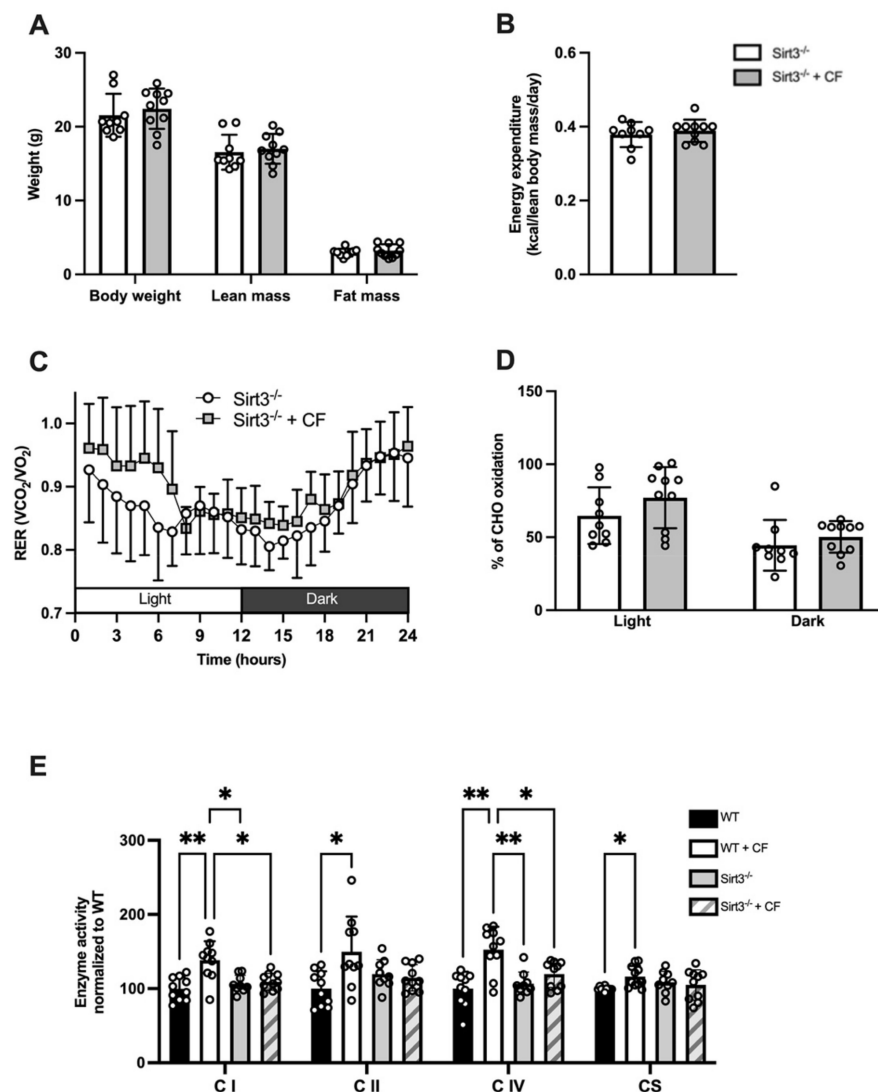 A
30
20
10
0
Weight (g)
Body weight
Lean mass
Fat mass
B
0.6
0.4
0.2
0.0
Energy expenditure
(kcal/lean body mass/day)
Sirt3-/-
Sirt3-/- + CF
C
Sirt3-/-
Sirt3-/- + CF
1.0
0.9
0.8
0.7
RER (VCO2/VO2)
Light
Dark
0 3 6 9 12 15 18 21 24
Time (hours)
D
150
100
50
0
% of CHO oxidation
Light
Dark
E
300
200
100
0
Enzyme activity
normalized to WT
** * *
*
** ** *
*
WT
WT + CF
Sirt3-/-
Sirt3-/- + CF
C I
C II
C IV
CS